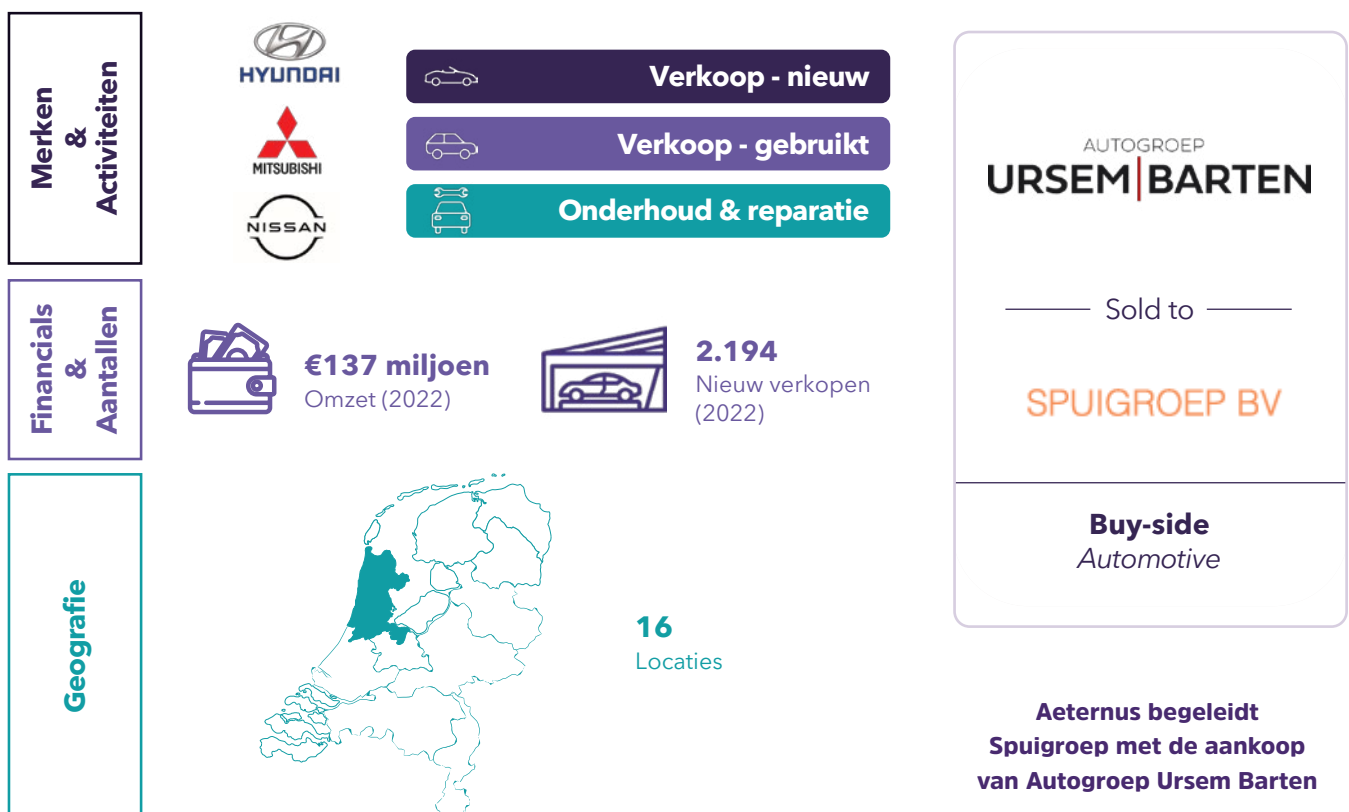 Merken
&
Activiteiten
HYUNDAI
MITSUBISHI
NISSAN
Verkoop - nieuw
Verkoop - gebruikt
Onderhoud & reparatie
Financials
&
Aantallen
€137 miljoen
Omzet (2022)
2.194
Nieuw verkopen
(2022)
Geografie
16
Locaties
AUTOGROEP
URSEM|BARTEN
Sold to
SPUIGROEP BV
Buy-side
Automotive
Aeternus begeleidt
Spuigroep met de aankoop
van Autogroep Ursem Barten